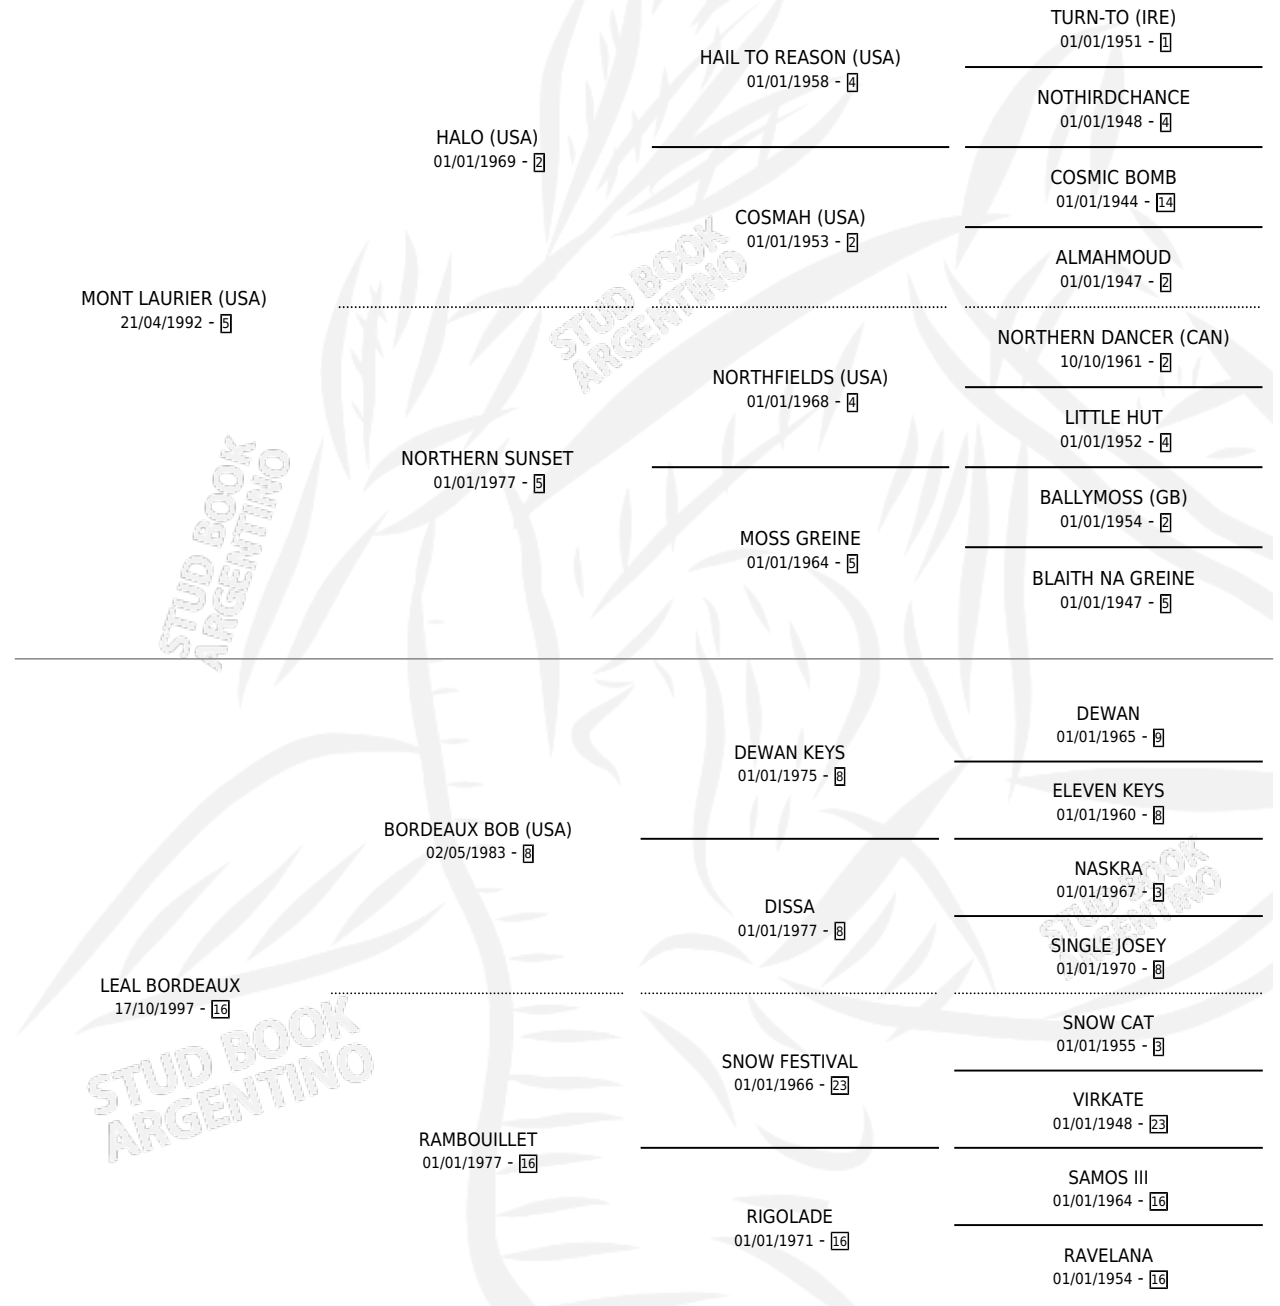 TURN-TO (IRE)
01/01/1951 - 1
HAIL TO REASON (USA)
01/01/1958 - 4
NOTHIRDCHANCE
01/01/1948 - 4
HALO (USA)
01/01/1969 - 2
COSMIC BOMB
01/01/1944 - 14
COSMAH (USA)
01/01/1953 - 2
ALMAHMOUD
01/01/1947 - 2
MONT LAURIER (USA)
21/04/1992 - 5
STUD BOOK
ARGENTINO
NORTHERN DANCER (CAN)
10/10/1961 - 2
NORTHFIELDS (USA)
01/01/1968 - 4
LITTLE HUT
01/01/1952 - 4
NORTHERN SUNSET
01/01/1977 - 5
BALLYMOSS (GB)
01/01/1954 - 2
MOSS GREINE
01/01/1964 - 5
BLAITH NA GREINE
01/01/1947 - 5
STUD BOOK
ARGENTINO
DEWAN
01/01/1965 - 9
DEWAN KEYS
01/01/1975 - 8
ELEVEN KEYS
01/01/1960 - 8
BORDEAUX BOB (USA)
02/05/1983 - 8
NASKRA
01/01/1967 - 3
DISSA
01/01/1977 - 8
SINGLE JOSEY
01/01/1970 - 8
STUD BOOK
ARGENTINO
LEAL BORDEAUX
17/10/1997 - 16
STUD BOOK
ARGENTINO
SNOW CAT
01/01/1955 - 3
SNOW FESTIVAL
01/01/1966 - 23
VIRKATE
01/01/1948 - 23
RAMBOUILLET
01/01/1977 - 16
SAMOS III
01/01/1964 - 16
RIGOLADE
01/01/1971 - 16
RAVELANA
01/01/1954 - 16